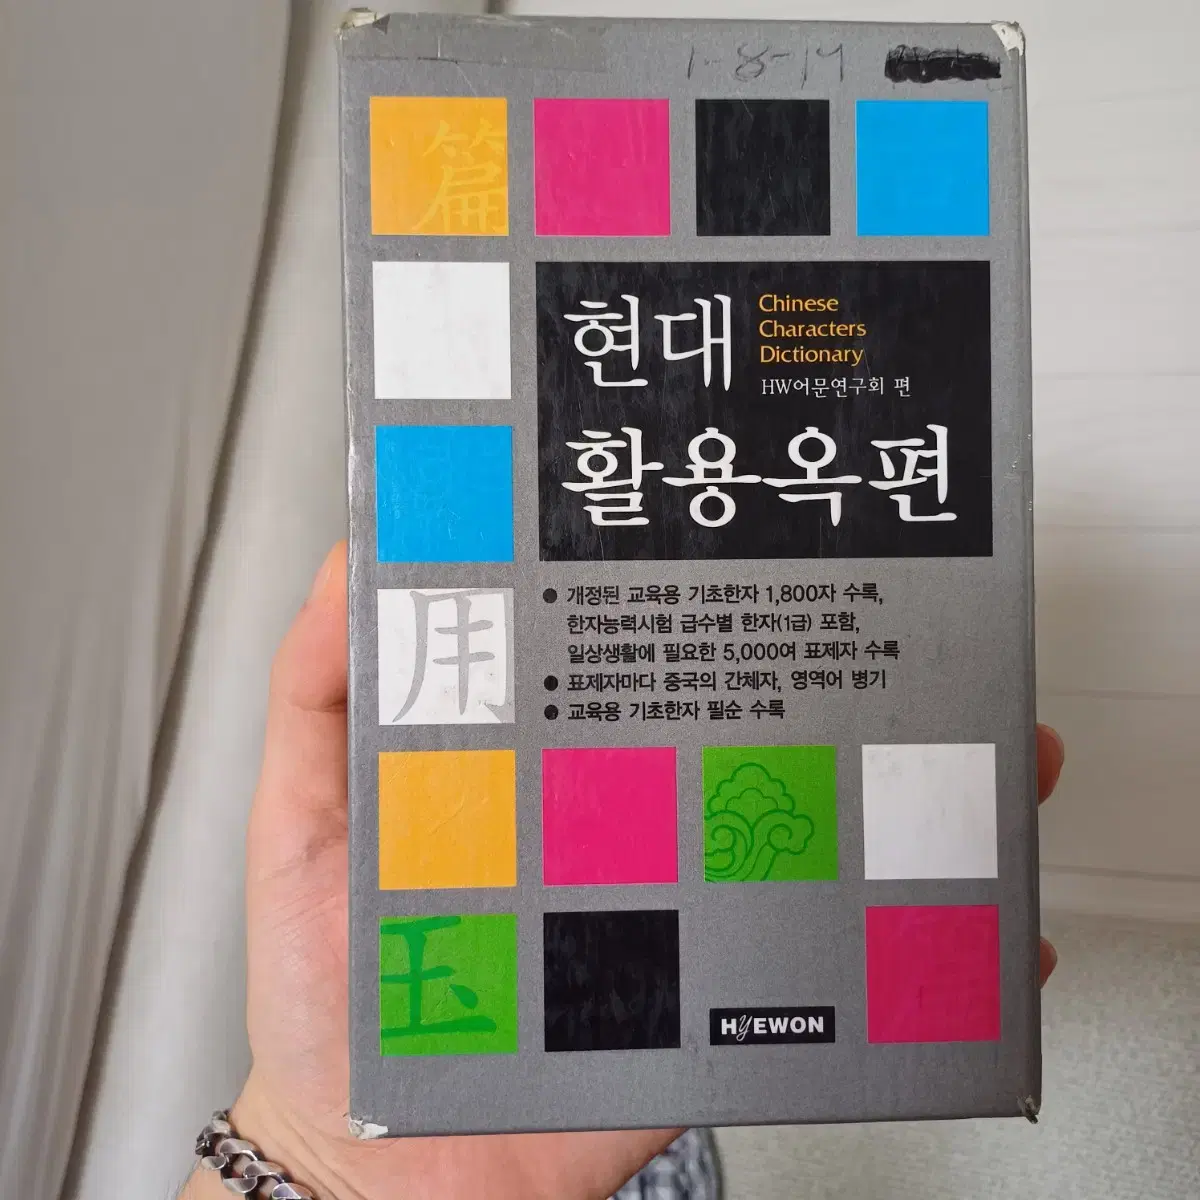 1-8-14
篇
현대
Chinese
Characters
Dictionary
HW어문연구회 편
활용옥편
用
● 개정된 교육용 기초한자 1,800자 수록,
한자능력시험 급수별 한자(1급) 포함,
일상생활에 필요한 5,000여 표제자 수록
● 표제자마다 중국의 간체자, 영역어 병기
● 교육용 기초한자 필순 수록
玉
HYEWON